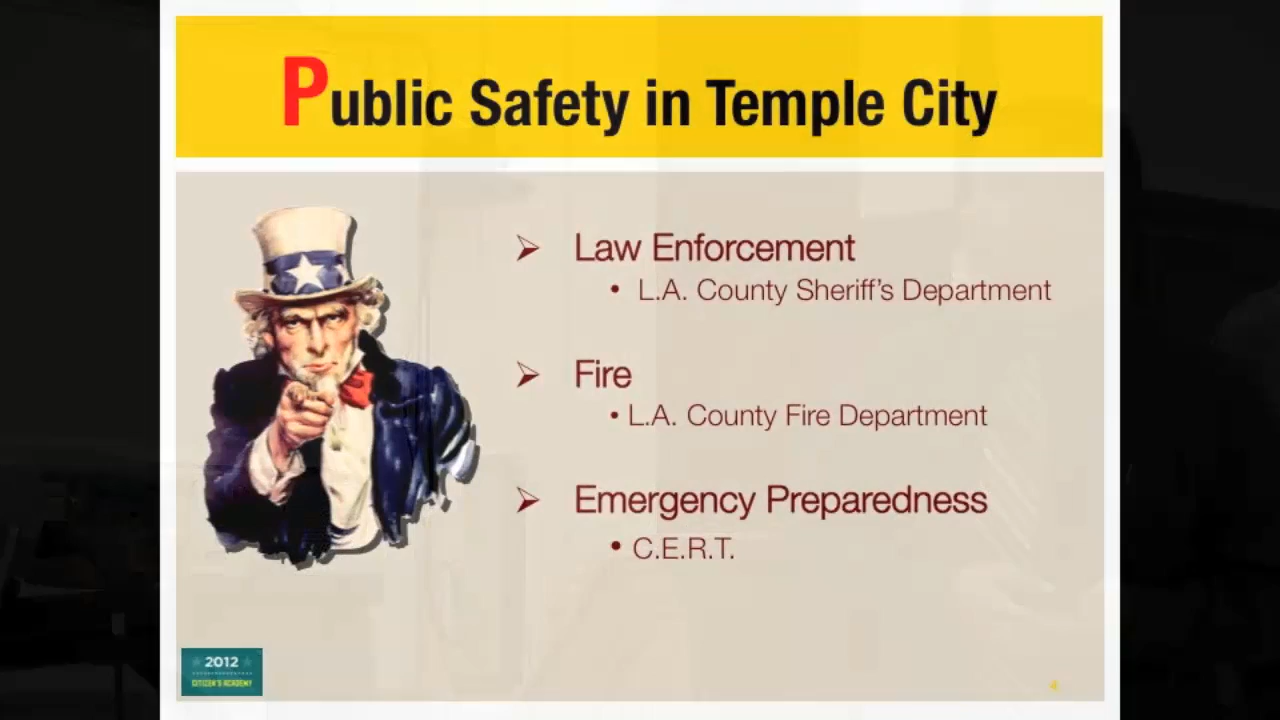 Public Safety in Temple City
➢ Law Enforcement
• L.A. County Sheriff's Department
➢ Fire
• L.A. County Fire Department
➢ Emergency Preparedness
• C.E.R.T.
2012
CITIZEN'S ACADEMY
4